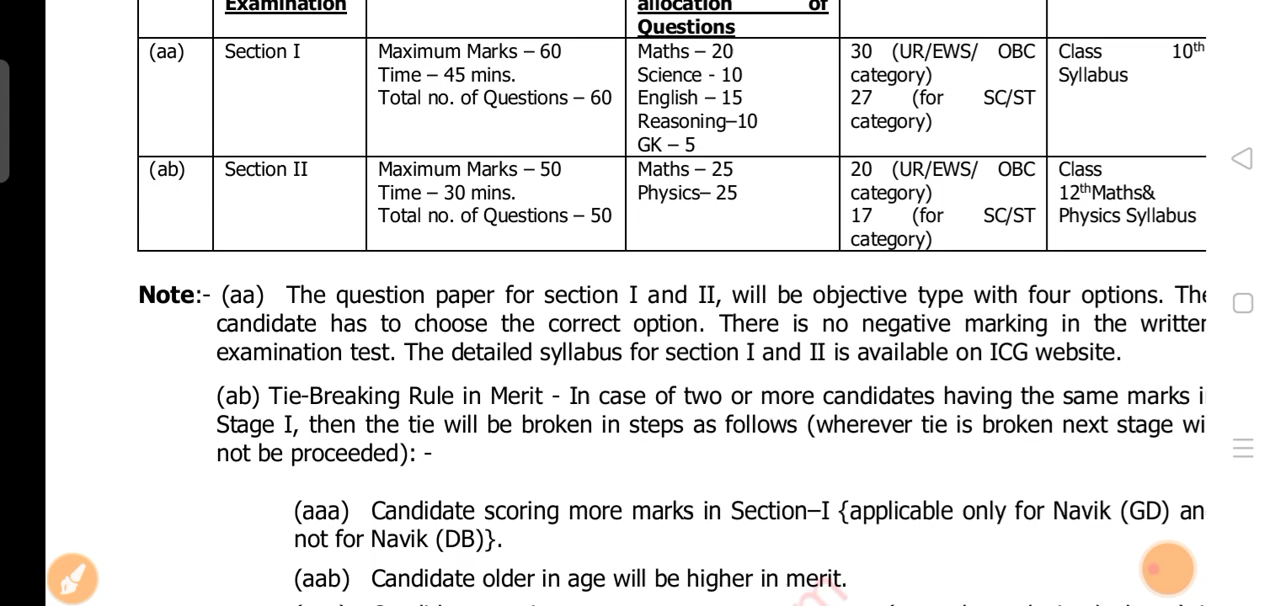 Examination
allocation of
Questions
(aa) Section I Maximum Marks – 60 Maths – 20 30 (UR/EWS/ OBC Class 10th
Time – 45 mins. Science - 10 category) Syllabus
Total no. of Questions – 60 English – 15 27 (for SC/ST
Reasoning–10 category)
GK – 5
(ab) Section II Maximum Marks – 50 Maths – 25 20 (UR/EWS/ OBC Class
Time – 30 mins. Physics– 25 category) 12thMaths&
Total no. of Questions – 50 17 (for SC/ST Physics Syllabus
category)
Note:- (aa) The question paper for section I and II, will be objective type with four options. The
candidate has to choose the correct option. There is no negative marking in the written
examination test. The detailed syllabus for section I and II is available on ICG website.
(ab) Tie-Breaking Rule in Merit - In case of two or more candidates having the same marks i
Stage I, then the tie will be broken in steps as follows (wherever tie is broken next stage wi
not be proceeded): -
(aaa) Candidate scoring more marks in Section–I {applicable only for Navik (GD) an
not for Navik (DB)}.
(aab) Candidate older in age will be higher in merit.